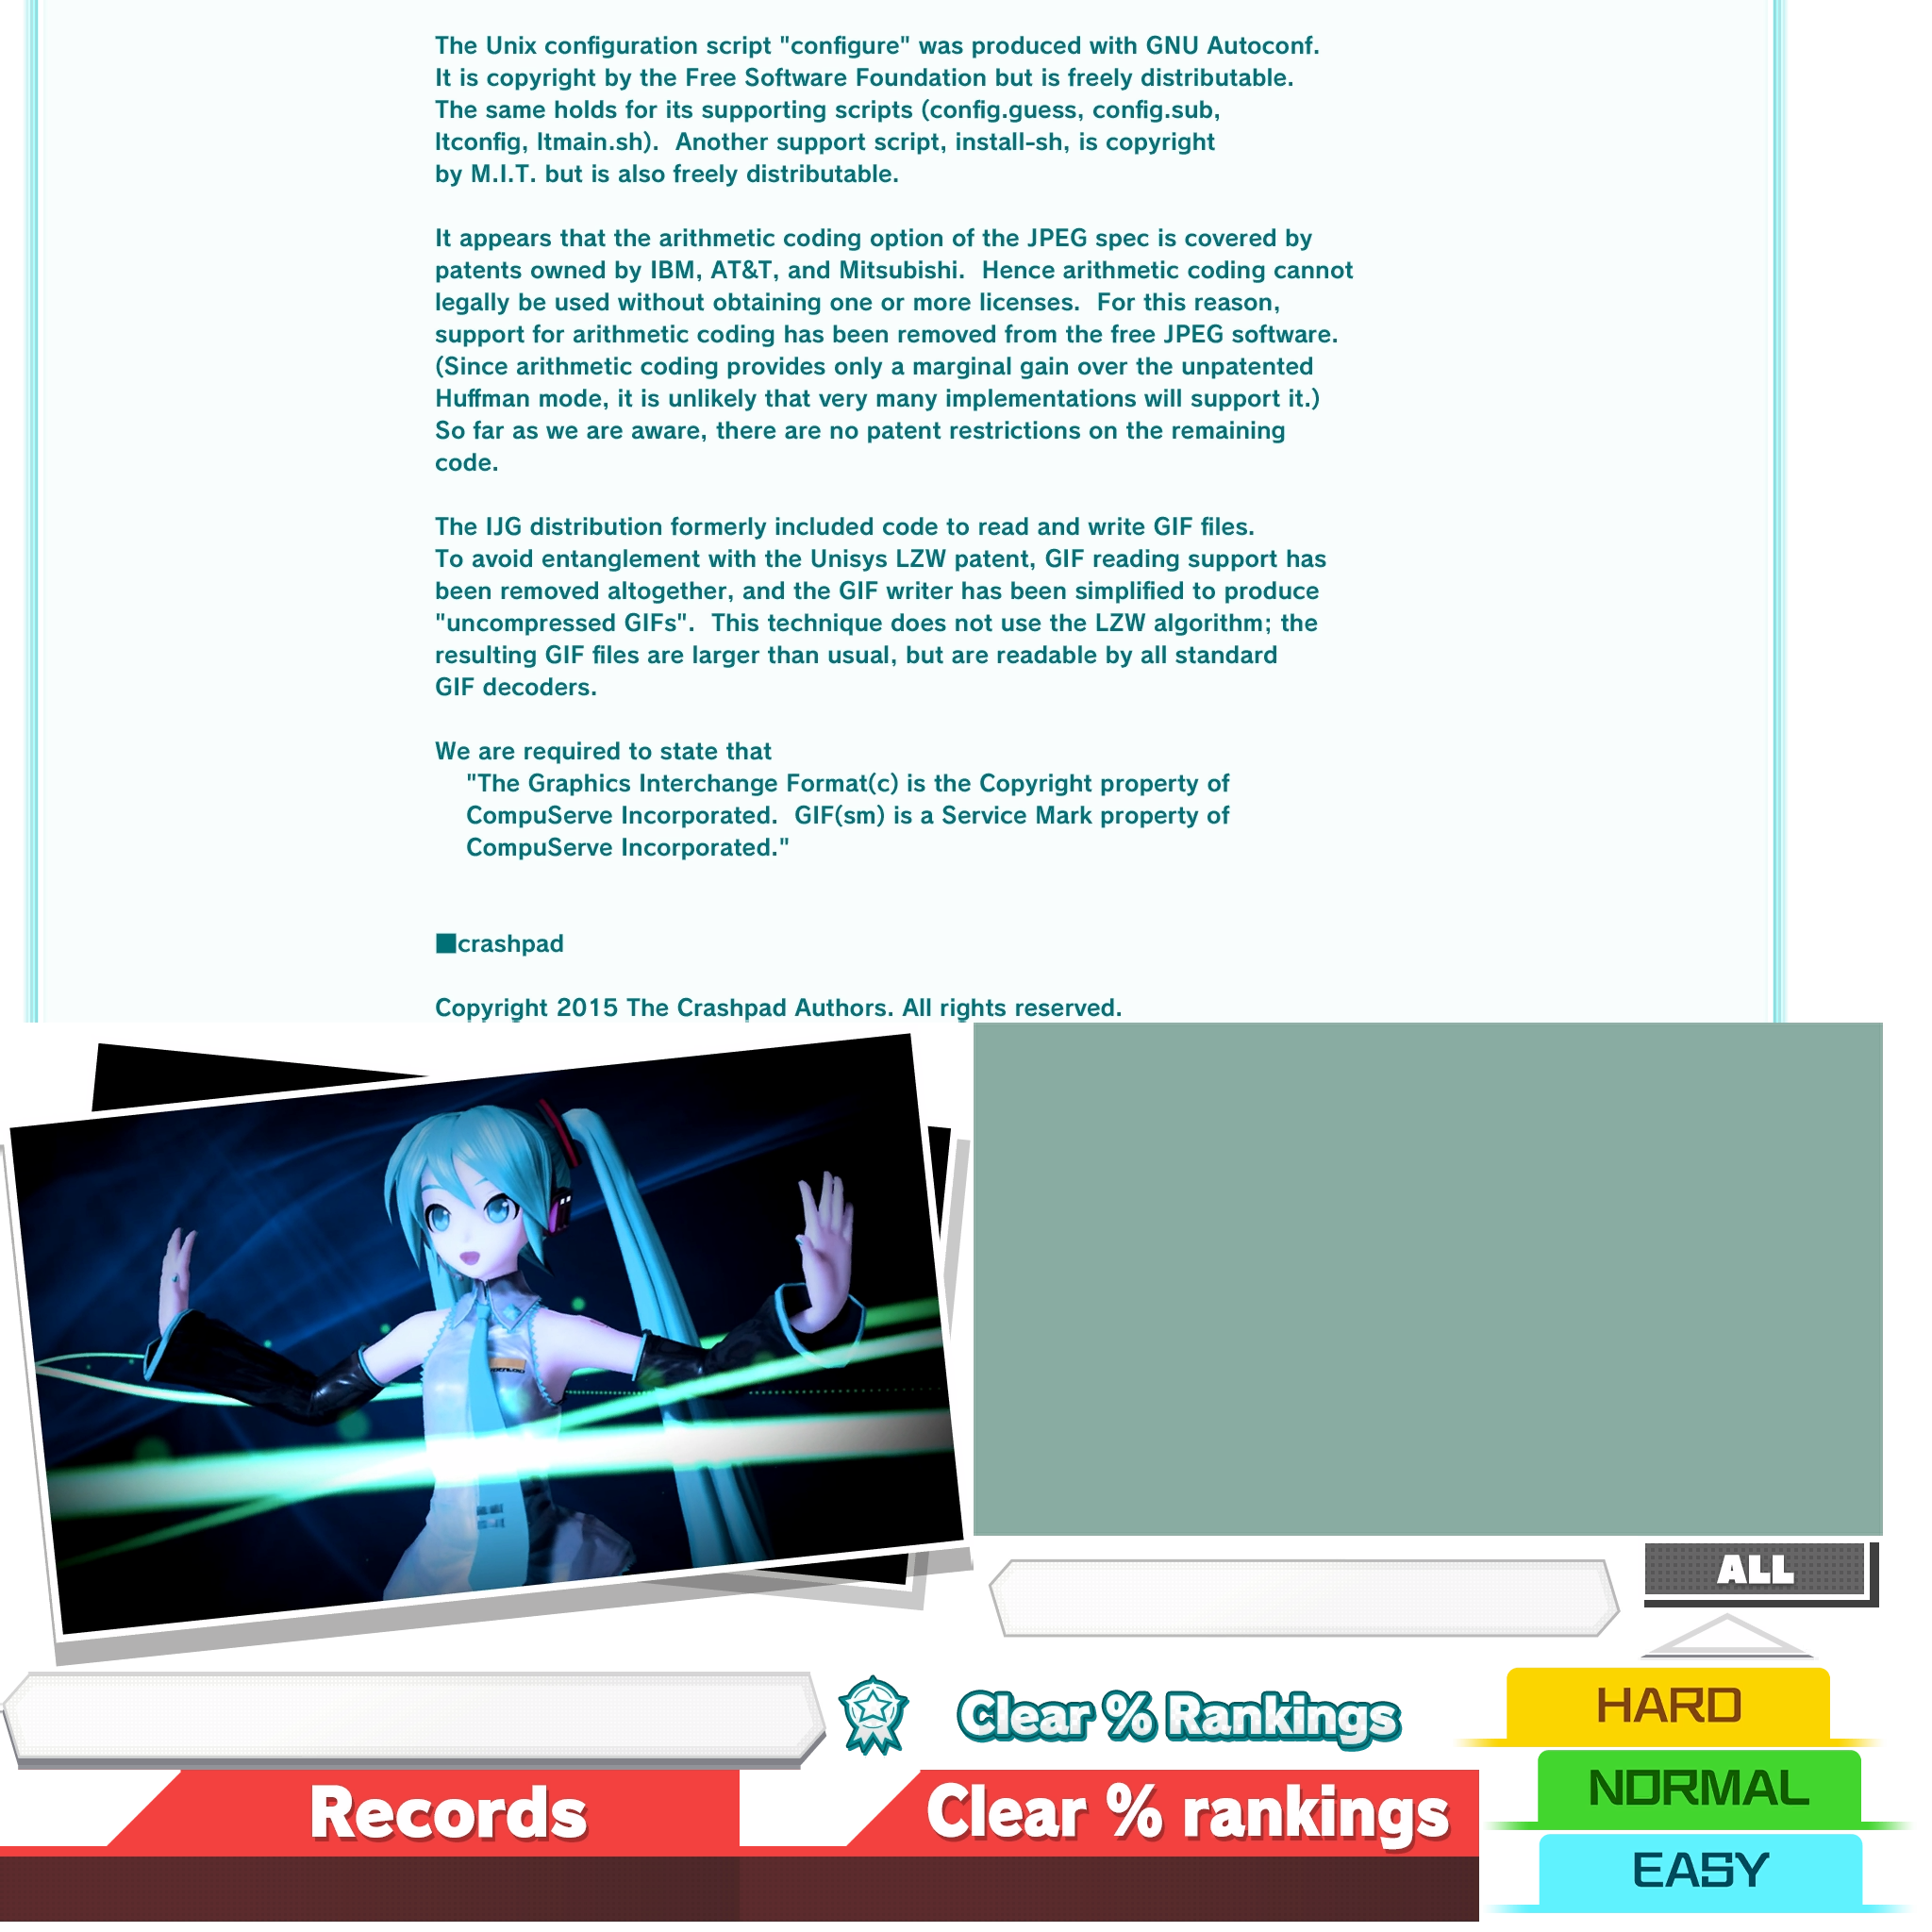 The Unix configuration script "configure" was produced with GNU Autoconf.
It is copyright by the Free Software Foundation but is freely distributable.
The same holds for its supporting scripts (config.guess, config.sub,
ltconfig, ltmain.sh).  Another support script, install-sh, is copyright
by M.I.T. but is also freely distributable.

It appears that the arithmetic coding option of the JPEG spec is covered by
patents owned by IBM, AT&T, and Mitsubishi.  Hence arithmetic coding cannot
legally be used without obtaining one or more licenses.  For this reason,
support for arithmetic coding has been removed from the free JPEG software.
(Since arithmetic coding provides only a marginal gain over the unpatented
Huffman mode, it is unlikely that very many implementations will support it.)
So far as we are aware, there are no patent restrictions on the remaining
code.

The IJG distribution formerly included code to read and write GIF files.
To avoid entanglement with the Unisys LZW patent, GIF reading support has
been removed altogether, and the GIF writer has been simplified to produce
"uncompressed GIFs".  This technique does not use the LZW algorithm; the
resulting GIF files are larger than usual, but are readable by all standard
GIF decoders.

We are required to state that
"The Graphics Interchange Format(c) is the Copyright property of
CompuServe Incorporated.  GIF(sm) is a Service Mark property of
CompuServe Incorporated."

■crashpad

Copyright 2015 The Crashpad Authors. All rights reserved.
ALL
Clear % Rankings
HARD
NORMAL
Records
Clear % rankings
EASY